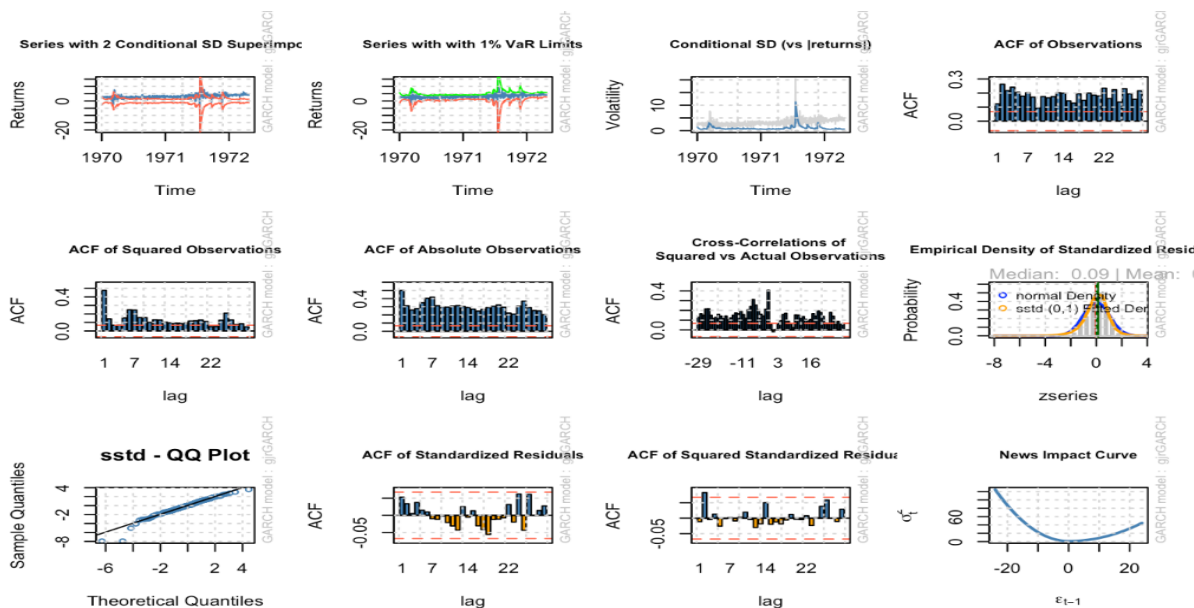 Series with 2 Conditional SD Superimpo
Returns
0
-20
1970 1971 1972
Time
GARCH model : gjrGARCH
Series with with 1% VaR Limits
Returns
0
-20
1970 1971 1972
Time
GARCH model : gjrGARCH
Conditional SD (vs |returns|)
Volatility
10
0
1970 1971 1972
Time
GARCH model : gjrGARCH
ACF of Observations
ACF
0.3
0.0
1 7 14 22
lag
GARCH model : gjrGARCH
ACF of Squared Observations
ACF
0.4
0.0
1 7 14 22
lag
GARCH model : gjrGARCH
ACF of Absolute Observations
ACF
0.4
0.0
1 7 14 22
lag
GARCH model : gjrGARCH
Cross-Correlations of
Squared vs Actual Observations
ACF
0.4
0.0
-29 -11 3 16
lag
GARCH model : gjrGARCH
Empirical Density of Standardized Resid
Median: 0.09 | Mean: 
Probability
0.4
0.0
normal Density
sstd (0,1) Fitted Den
-8 -4 0 4
zseries
GARCH model : gjrGARCH
sstd - QQ Plot
Sample Quantiles
4
-2
-8
-6 -2 2 4
Theoretical Quantiles
GARCH model : gjrGARCH
ACF of Standardized Residuals
ACF
-0.05
1 7 14 22
lag
GARCH model : gjrGARCH
ACF of Squared Standardized Residua
ACF
-0.05
1 7 14 22
lag
GARCH model : gjrGARCH
News Impact Curve
60
0
-20 0 20
εt−1
GARCH model : gjrGARCH